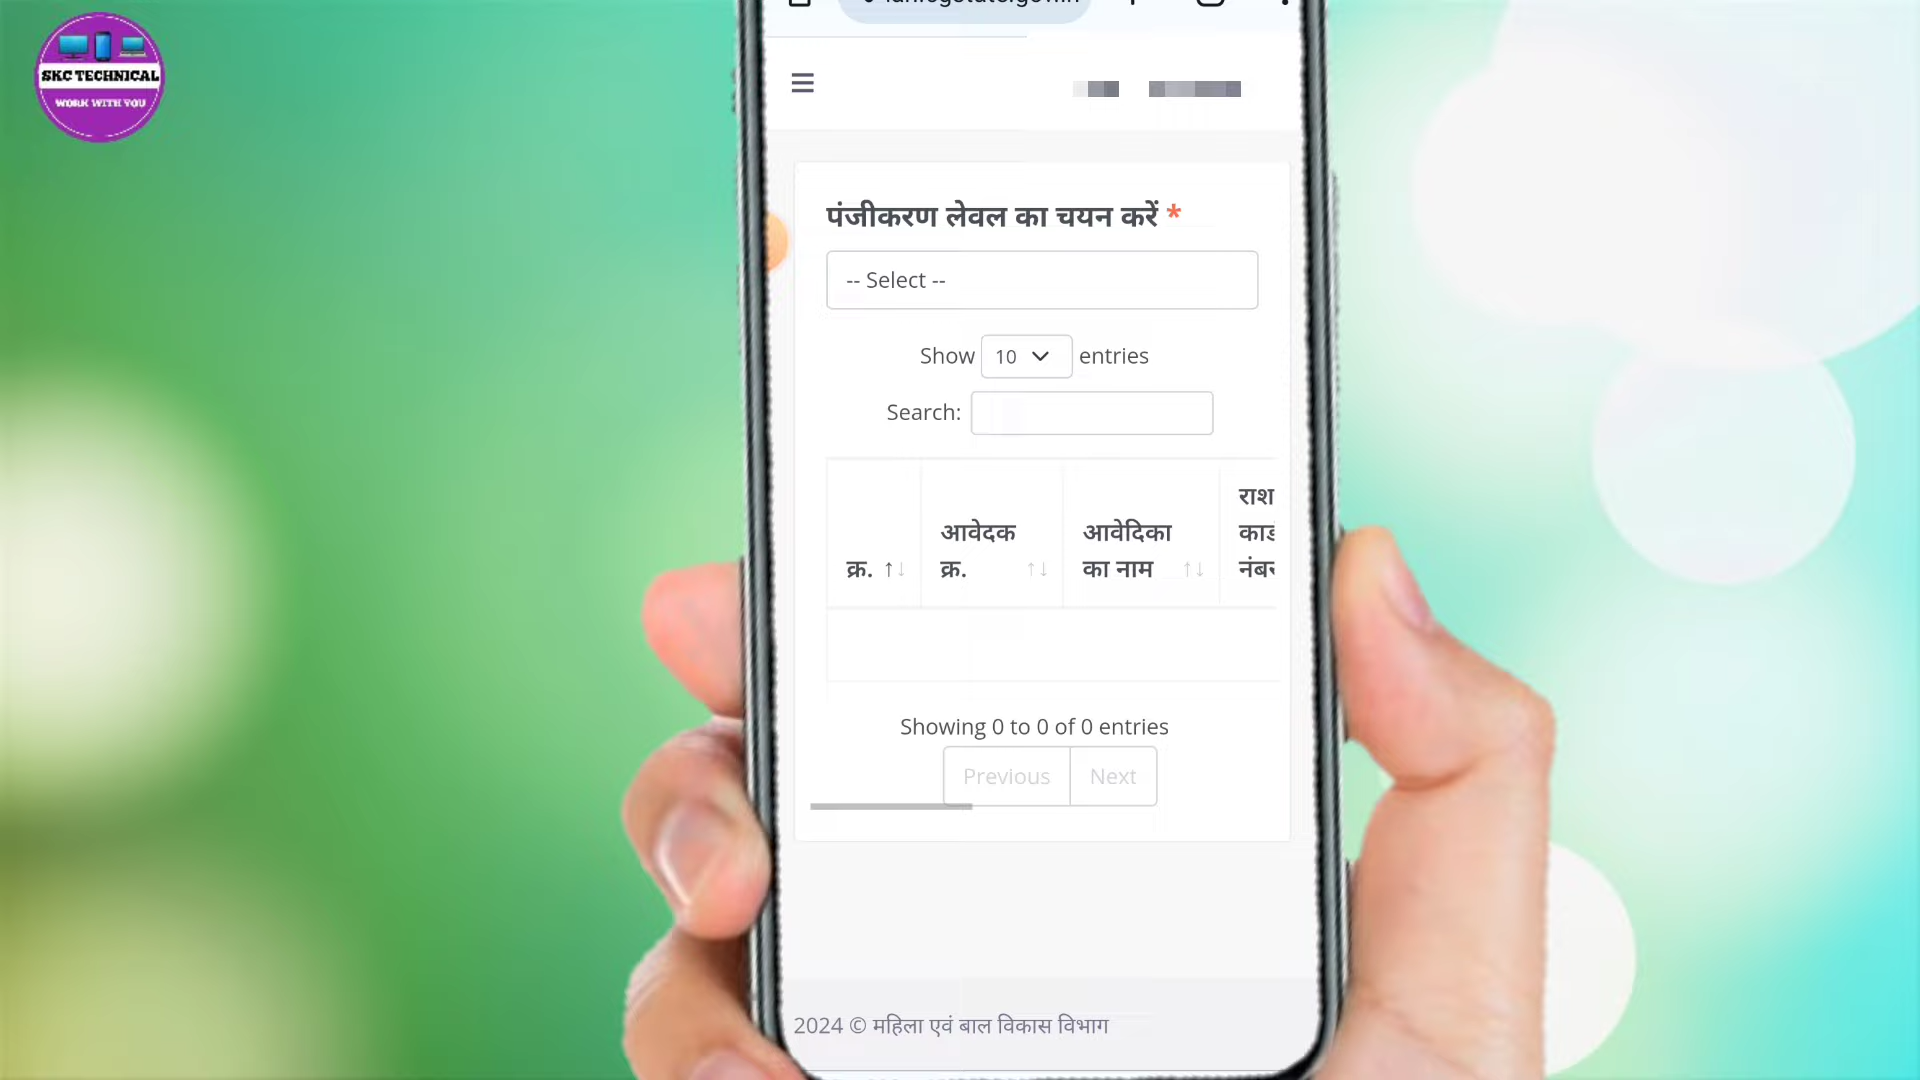 SKC TECHNICAL
WORK WITH YOU
पंजीकरण लेवल का चयन करें *
-- Select --
Show 10 entries
Search:
क्र.
आवेदक
क्र.
आवेदिका
का नाम
Showing 0 to 0 of 0 entries
Previous Next
2024 © महिला एवं बाल विकास विभाग